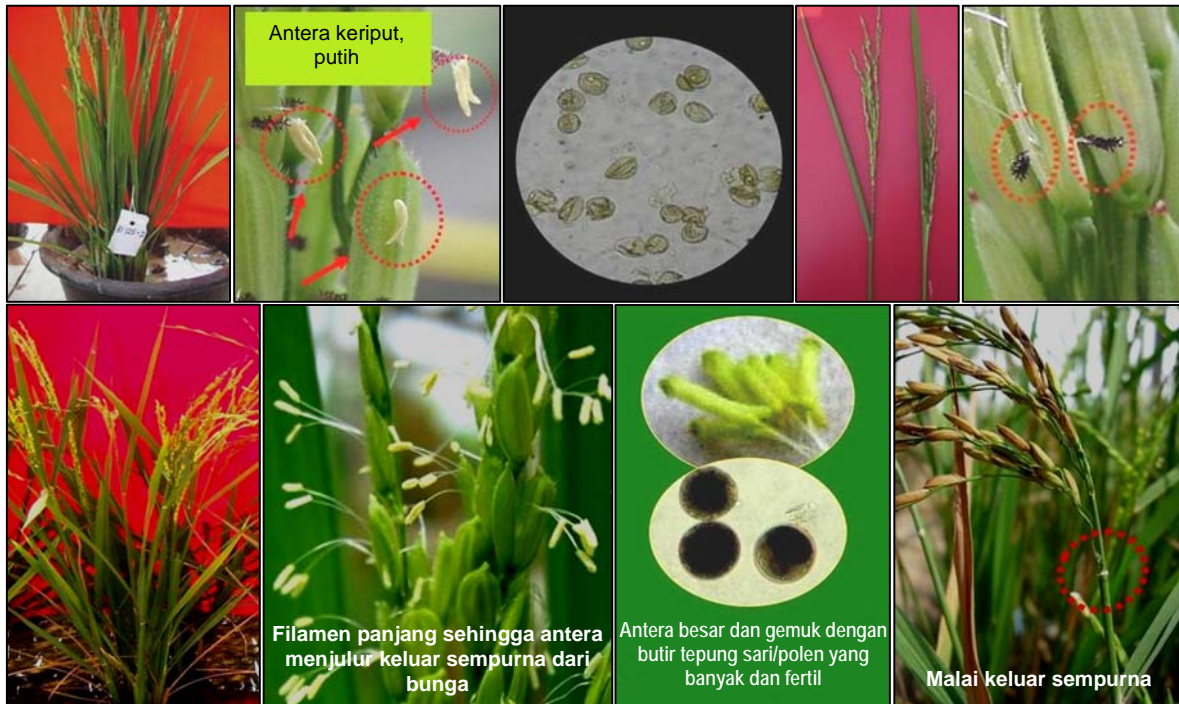 Antera keriput,
putih
Filamen panjang sehingga antera
menjulur keluar sempurna dari
bunga
Antera besar dan gemuk dengan
butir tepung sari/polen yang
banyak dan fertil
Malai keluar sempurna